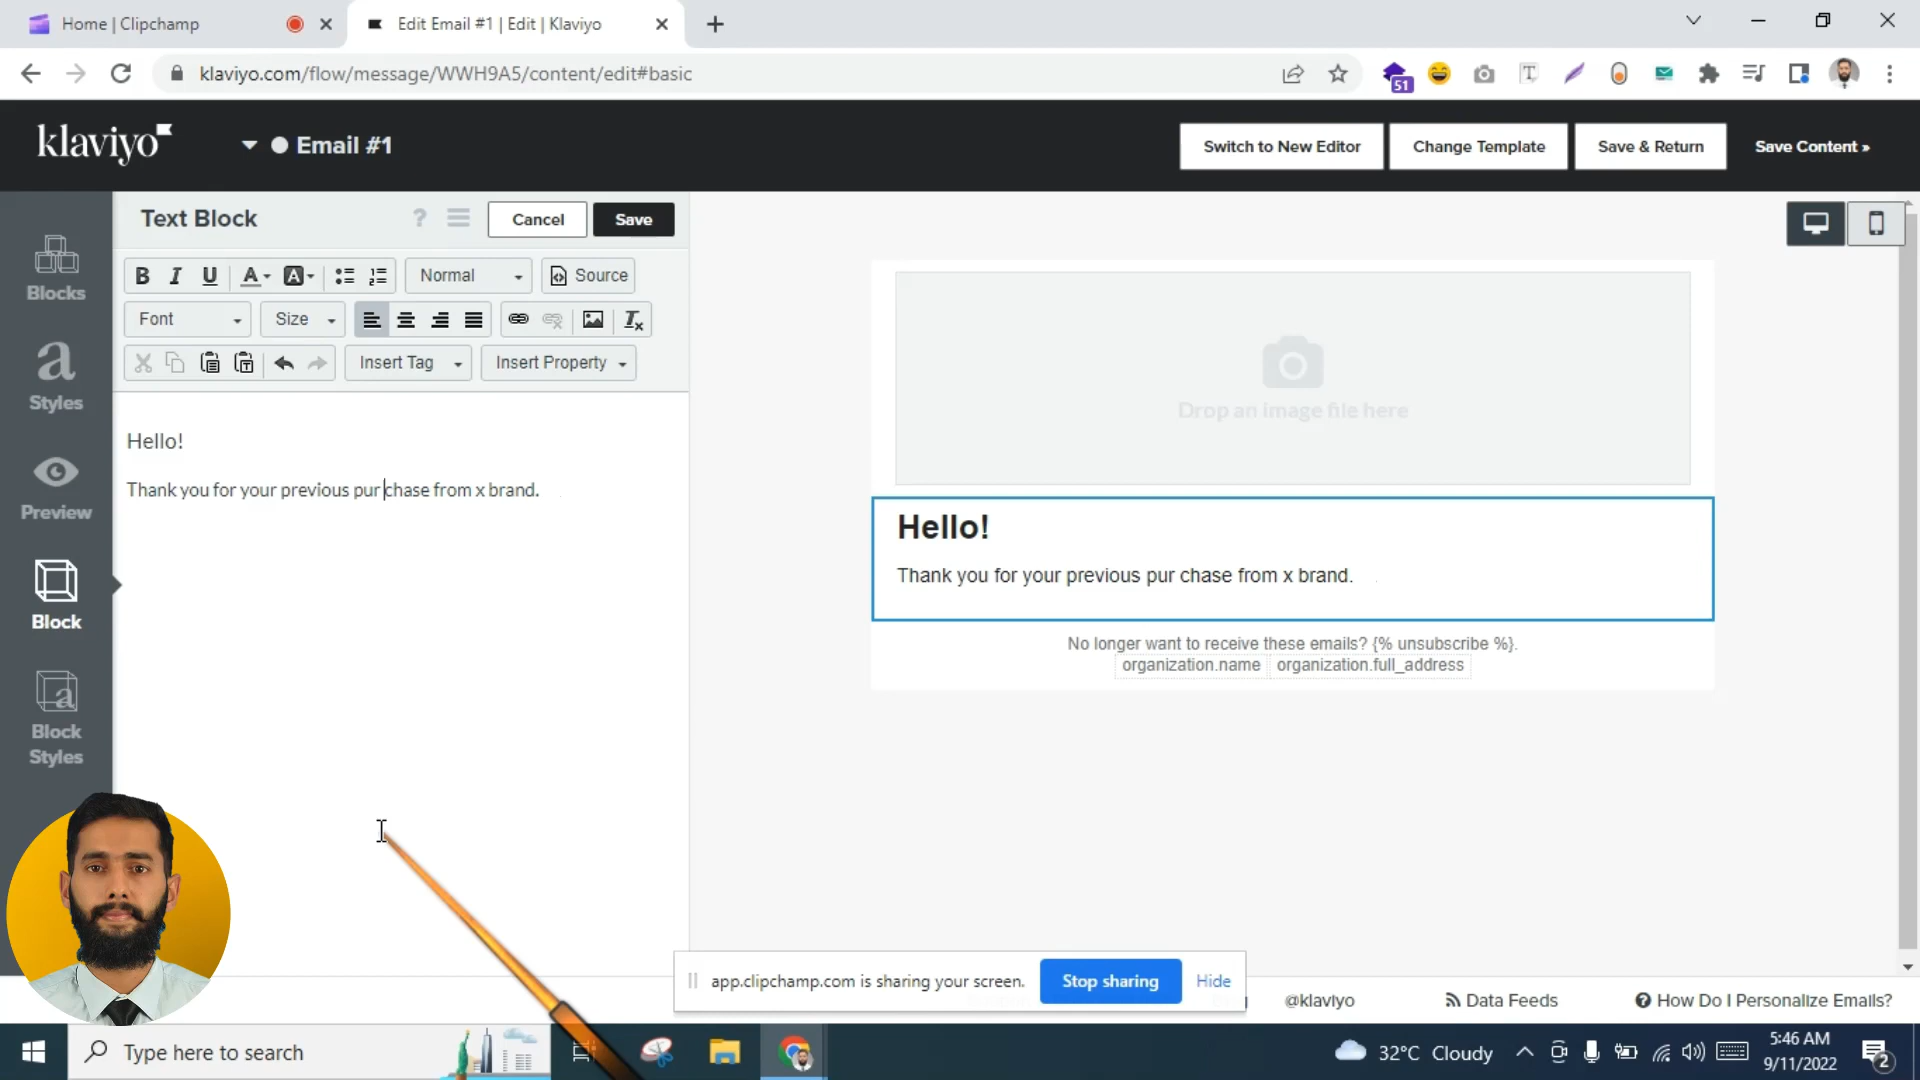 Home | Clipchamp
Edit Email #1 | Edit | Klaviyo
klaviyo.com/flow/message/WWH9A5/content/edit#basic
51
klaviyo
Email #1
Switch to New Editor
Change Template
Save & Return
Save Content »
Text Block
?
Cancel
Save
B I U A A Normal Source
Font Size
Insert Tag
Insert Property
Blocks
Styles
Preview
Block
Block Styles
Hello!
Thank you for your previous pur chase from x brand.
Drop an image file here
Hello!
Thank you for your previous pur chase from x brand.
No longer want to receive these emails? {% unsubscribe %}.
organization.name organization.full_address
app.clipchamp.com is sharing your screen.
Stop sharing
Hide
@klaviyo
Data Feeds
How Do I Personalize Emails?
Type here to search
32°C Cloudy
5:46 AM
9/11/2022
2